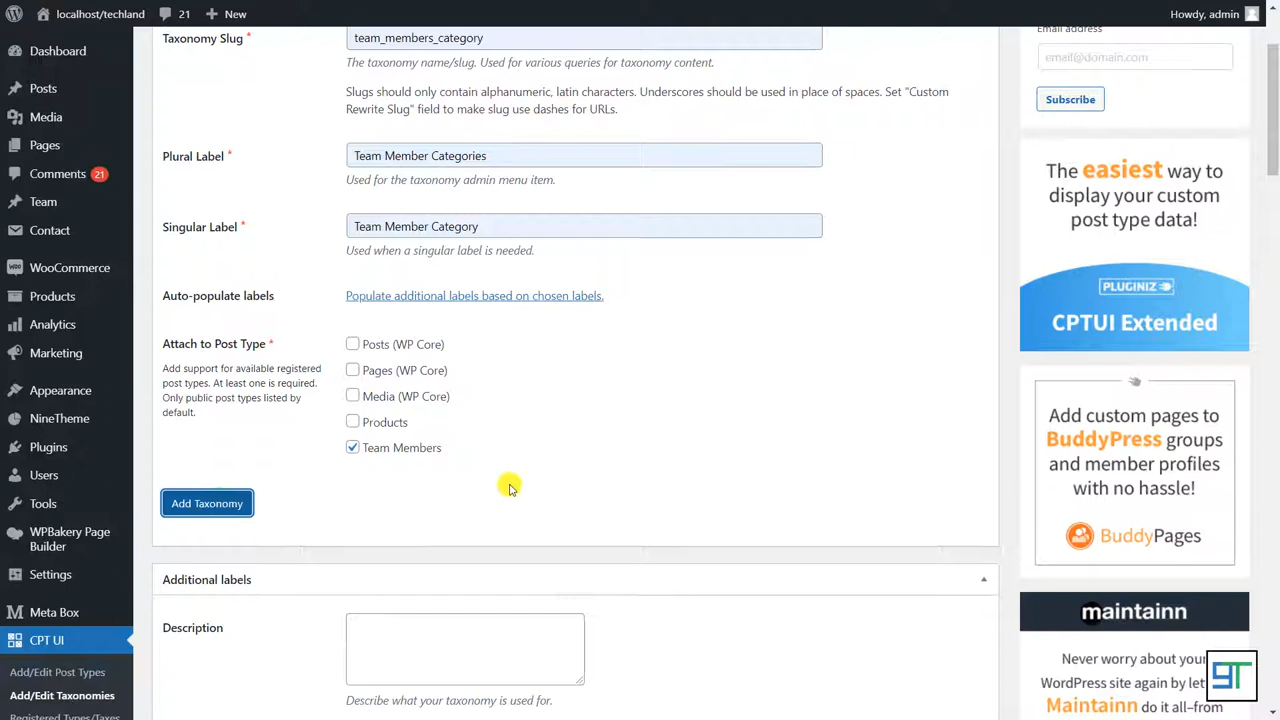 localhost/techland
21
New
Howdy, admin
Dashboard
Posts
Media
Pages
Comments 21
Team
Contact
WooCommerce
Products
Analytics
Marketing
Appearance
NineTheme
Plugins
Users
Tools
WPBakery Page
Builder
Settings
Meta Box
CPT UI
Add/Edit Post Types
Add/Edit Taxonomies
Registered Types/Taxes
Taxonomy Slug *
team_members_category
The taxonomy name/slug. Used for various queries for taxonomy content.
Slugs should only contain alphanumeric, latin characters. Underscores should be used in place of spaces. Set "Custom
Rewrite Slug" field to make slug use dashes for URLs.
Plural Label *
Team Member Categories
Used for the taxonomy admin menu item.
Singular Label *
Team Member Category
Used when a singular label is needed.
Auto-populate labels
Populate additional labels based on chosen labels.
Attach to Post Type *
Add support for available registered
post types. At least one is required.
Only public post types listed by
default.
Posts (WP Core)
Pages (WP Core)
Media (WP Core)
Products
Team Members
Add Taxonomy
Additional labels
Description
Describe what your taxonomy is used for.
Email address
email@domain.com
Subscribe
The easiest way to
display your custom
post type data!
PLUGINIZ
CPTUI Extended
Add custom pages to
BuddyPress groups
and member profiles
with no hassle!
BuddyPages
maintainn
Never worry about your
WordPress site again by let
Maintainn do it all–from
GT